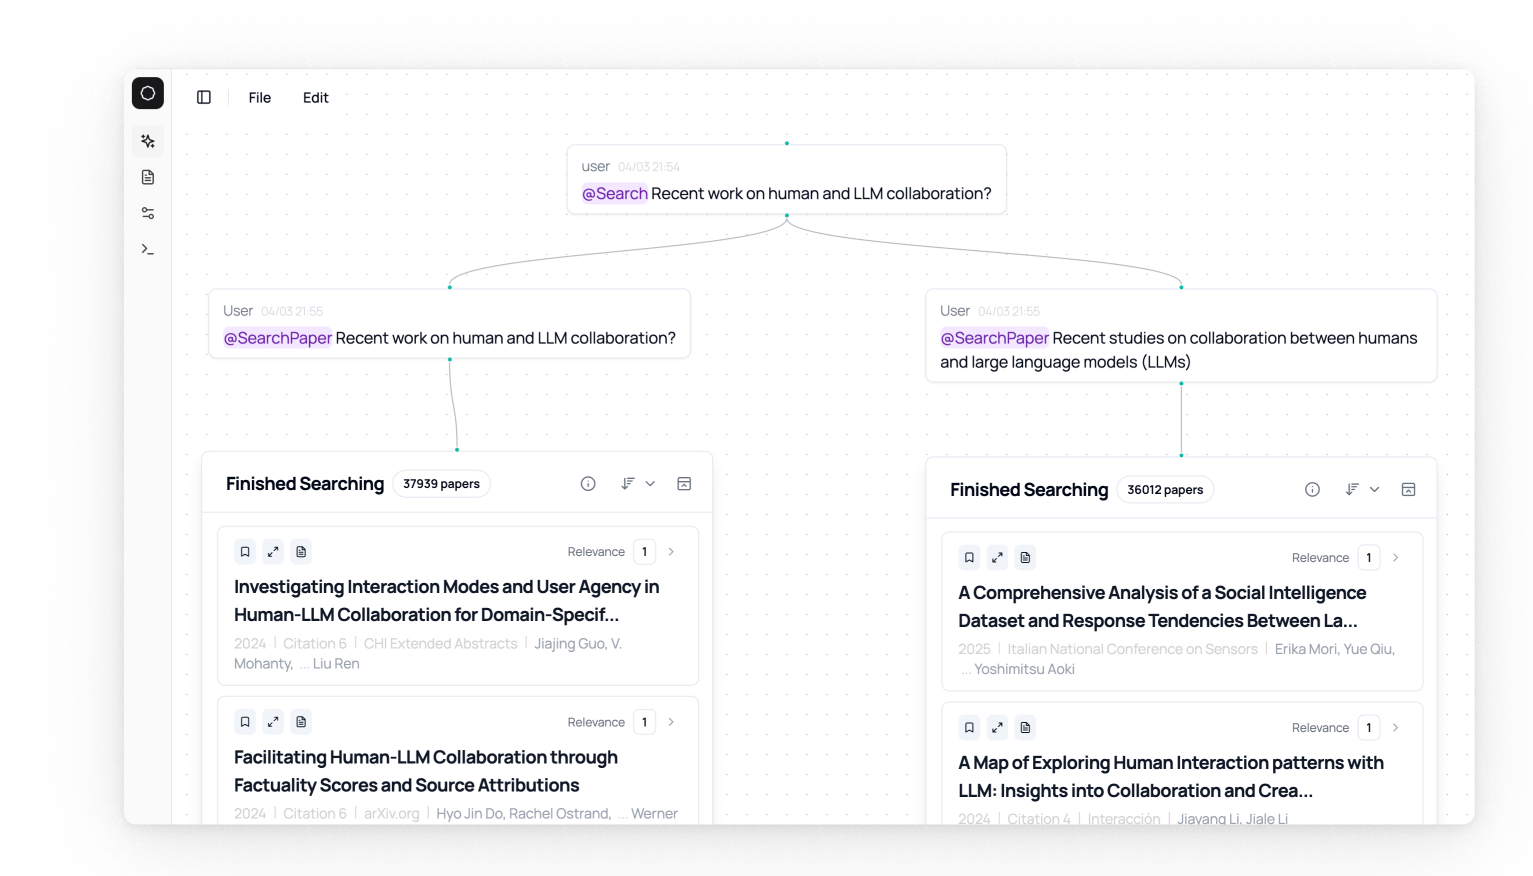 File Edit
user 04/03 21:54
@Search Recent work on human and LLM collaboration?
User 04/03 21:55
@SearchPaper Recent work on human and LLM collaboration?
User 04/03 21:55
@SearchPaper Recent studies on collaboration between humans
and large language models (LLMs)
Finished Searching 37939 papers
Relevance 1
Investigating Interaction Modes and User Agency in
Human-LLM Collaboration for Domain-Specif...
2024 | Citation 6 | CHI Extended Abstracts | Jiajing Guo, V.
Mohanty, ... Liu Ren
Relevance 1
Facilitating Human-LLM Collaboration through
Factuality Scores and Source Attributions
2024 | Citation 6 | arXiv.org | Hyo Jin Do, Rachel Ostrand, ... Werner
Finished Searching 36012 papers
Relevance 1
A Comprehensive Analysis of a Social Intelligence
Dataset and Response Tendencies Between La...
2025 | Italian National Conference on Sensors | Erika Mori, Yue Qiu,
... Yoshimitsu Aoki
Relevance 1
A Map of Exploring Human Interaction patterns with
LLM: Insights into Collaboration and Crea...
2024 | Citation 4 | Interacción | Jiayang Li, Jiale Li